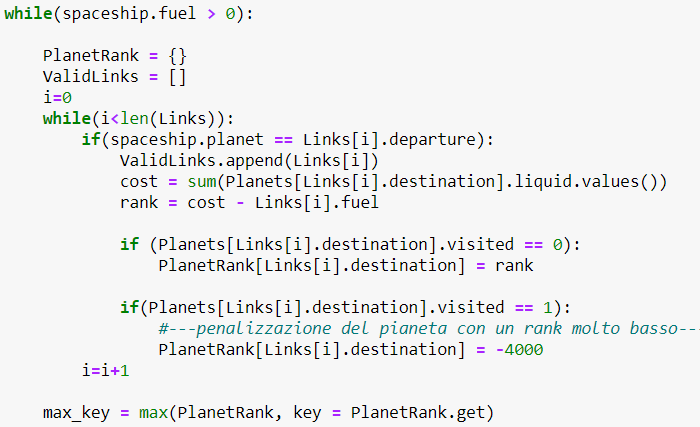 while(spaceship.fuel > 0):
PlanetRank = {}
ValidLinks = []
i=0
while(i<len(Links)):
if(spaceship.planet == Links[i].departure):
ValidLinks.append(Links[i])
cost = sum(Planets[Links[i].destination].liquid.values())
rank = cost - Links[i].fuel
if (Planets[Links[i].destination].visited == 0):
PlanetRank[Links[i].destination] = rank
if(Planets[Links[i].destination].visited == 1):
#---penalizzazione del pianeta con un rank molto basso---
PlanetRank[Links[i].destination] = -4000
i=i+1
max_key = max(PlanetRank, key = PlanetRank.get)